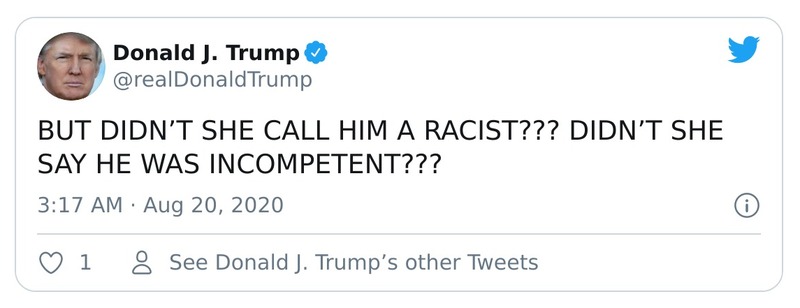 Donald J. Trump
@realDonaldTrump
BUT DIDN’T SHE CALL HIM A RACIST??? DIDN’T SHE
SAY HE WAS INCOMPETENT???
3:17 AM · Aug 20, 2020
1 See Donald J. Trump’s other Tweets